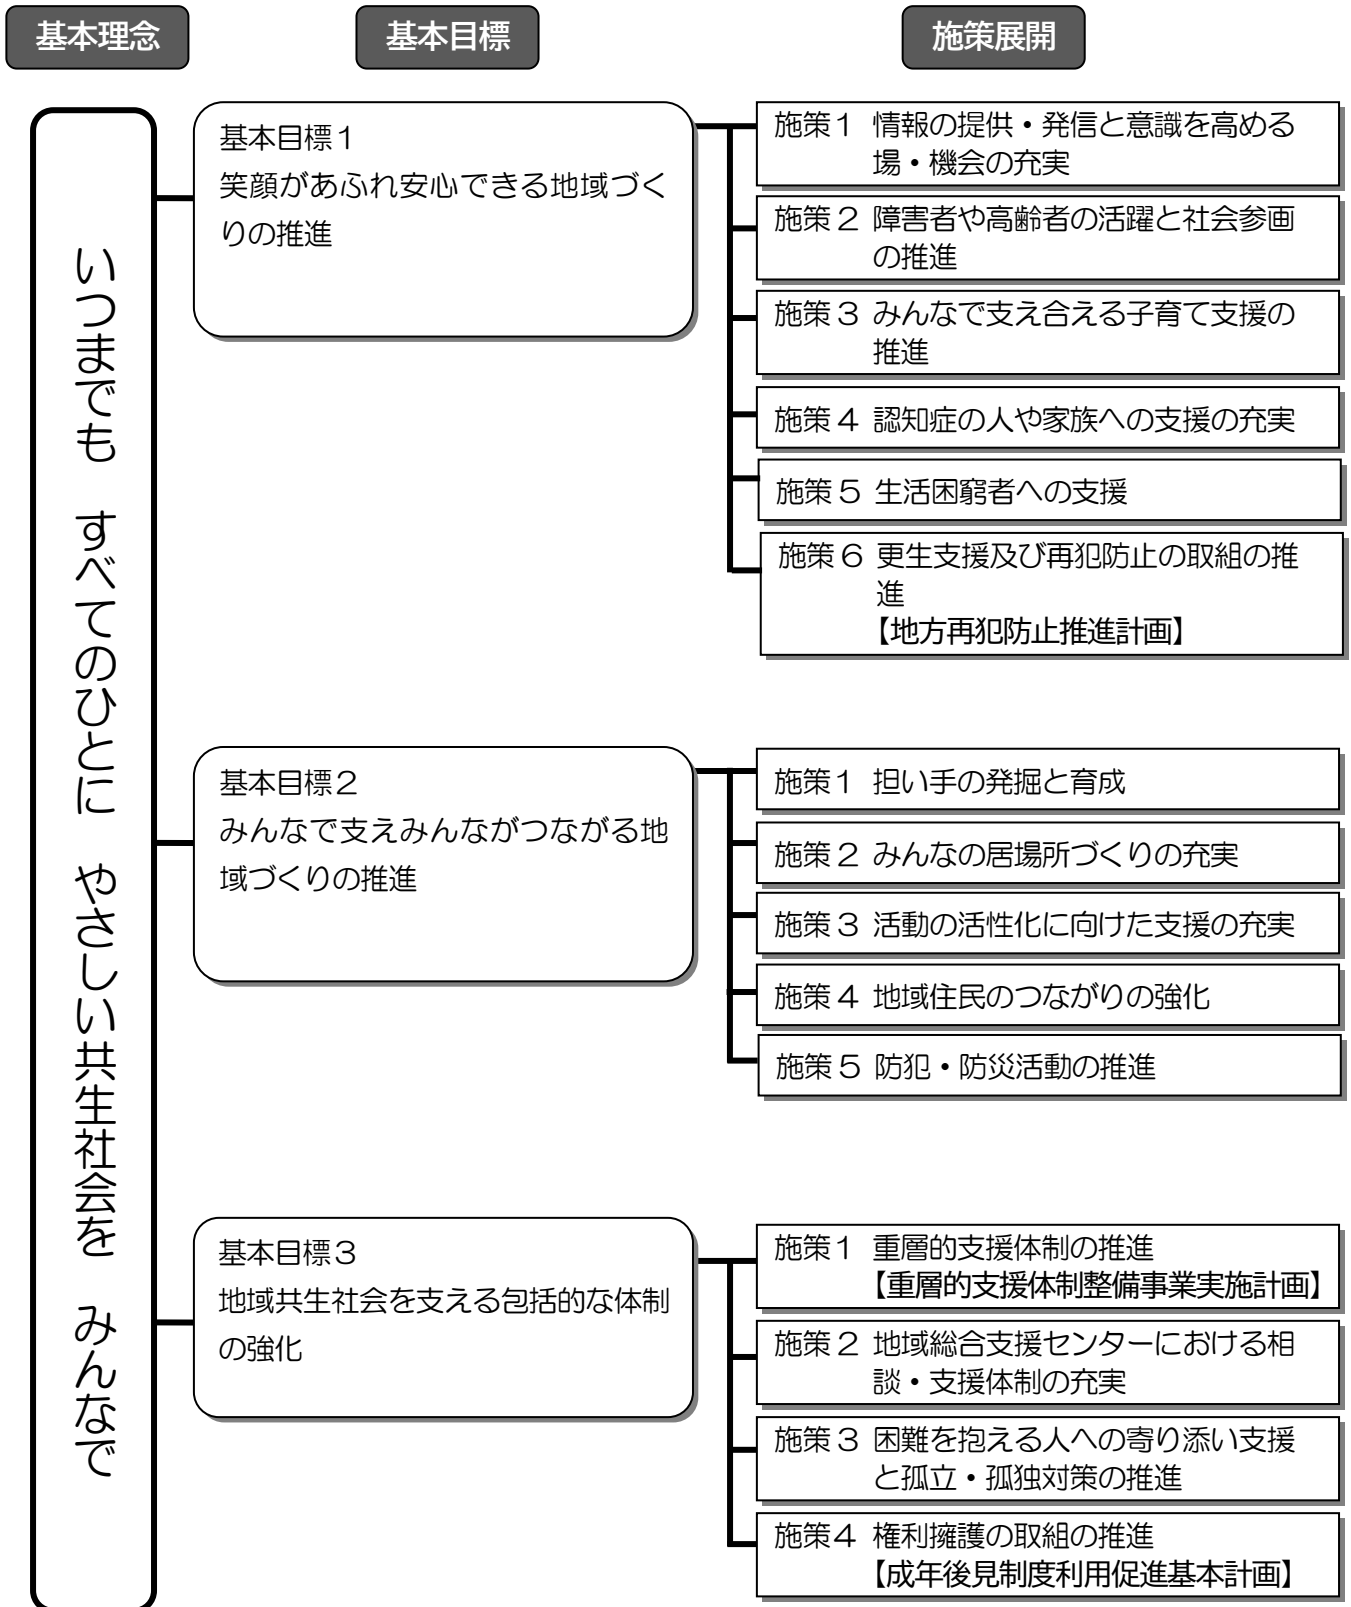 基本理念
基本目標
施策展開
いつまでも すべてのひとに やさしい共生社会を みんなで
基本目標1
笑顔があふれ安心できる地域づく
りの推進
施策1 情報の提供・発信と意識を高める
場・機会の充実
施策2 障害者や高齢者の活躍と社会参画
の推進
施策3 みんなで支え合える子育て支援の
推進
施策4 認知症の人や家族への支援の充実
施策5 生活困窮者への支援
施策6 更生支援及び再犯防止の取組の推
進
【地方再犯防止推進計画】
基本目標2
みんなで支えみんながつながる地
域づくりの推進
施策1 担い手の発掘と育成
施策2 みんなの居場所づくりの充実
施策3 活動の活性化に向けた支援の充実
施策4 地域住民のつながりの強化
施策5 防犯・防災活動の推進
基本目標3
地域共生社会を支える包括的な体制
の強化
施策1 重層的支援体制の推進
【重層的支援体制整備事業実施計画】
施策2 地域総合支援センターにおける相
談・支援体制の充実
施策3 困難を抱える人への寄り添い支援
と孤立・孤独対策の推進
施策4 権利擁護の取組の推進
【成年後見制度利用促進基本計画】